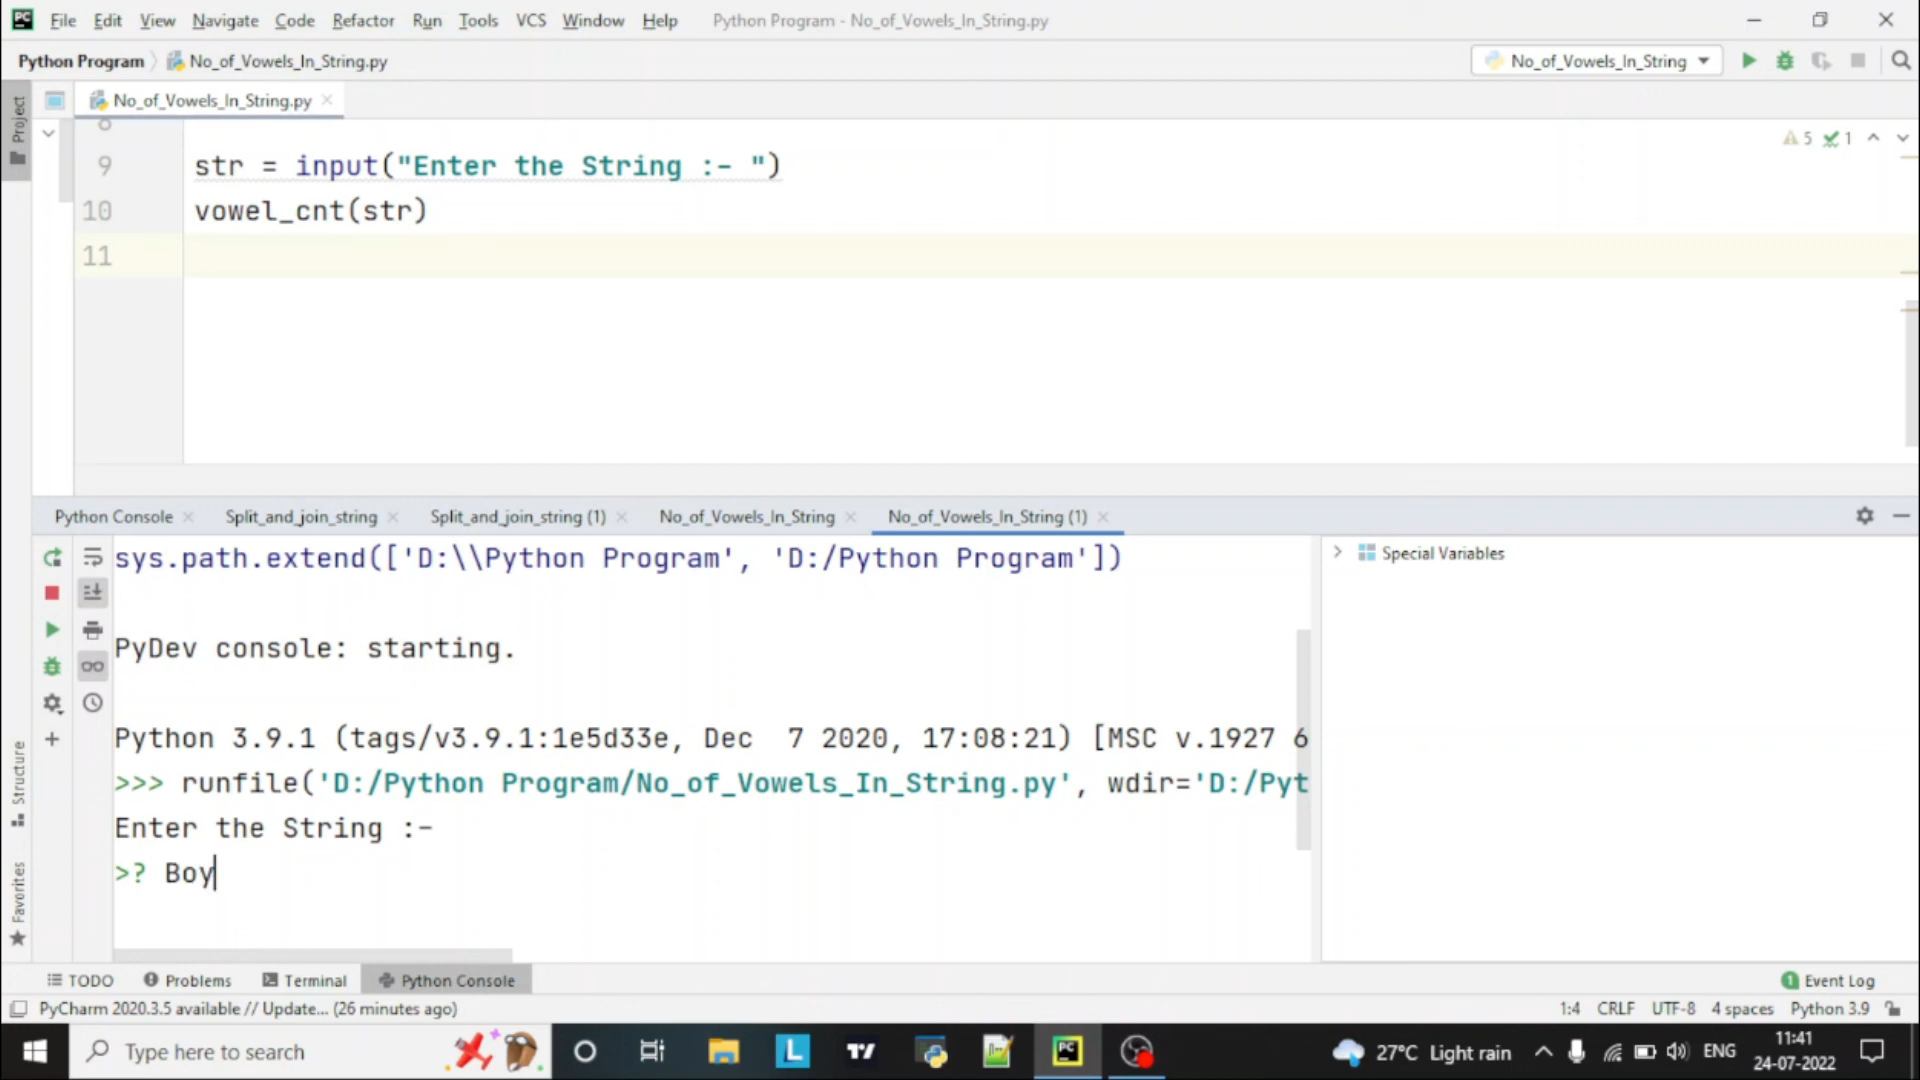 File Edit View Navigate Code Refactor Run Tools VCS Window Help Python Program - No_of_Vowels_In_String.py
Python Program No_of_Vowels_In_String.py No_of_Vowels_In_String
Project
No_of_Vowels_In_String.py
5 1
9 str = input("Enter the String :- ")
10 vowel_cnt(str)
11
Python Console Split_and_join_string Split_and_join_string (1) No_of_Vowels_In_String No_of_Vowels_In_String (1)
sys.path.extend(['D:\\Python Program', 'D:/Python Program'])
Special Variables
PyDev console: starting.
Python 3.9.1 (tags/v3.9.1:1e5d33e, Dec  7 2020, 17:08:21) [MSC v.1927 6
>>> runfile('D:/Python Program/No_of_Vowels_In_String.py', wdir='D:/Pyt
Enter the String :-
>? Boy
Structure
Favorites
TODO Problems Terminal Python Console 1 Event Log
PyCharm 2020.3.5 available // Update... (26 minutes ago) 1:4 CRLF UTF-8 4 spaces Python 3.9
Type here to search 27°C Light rain ENG 11:41
24-07-2022